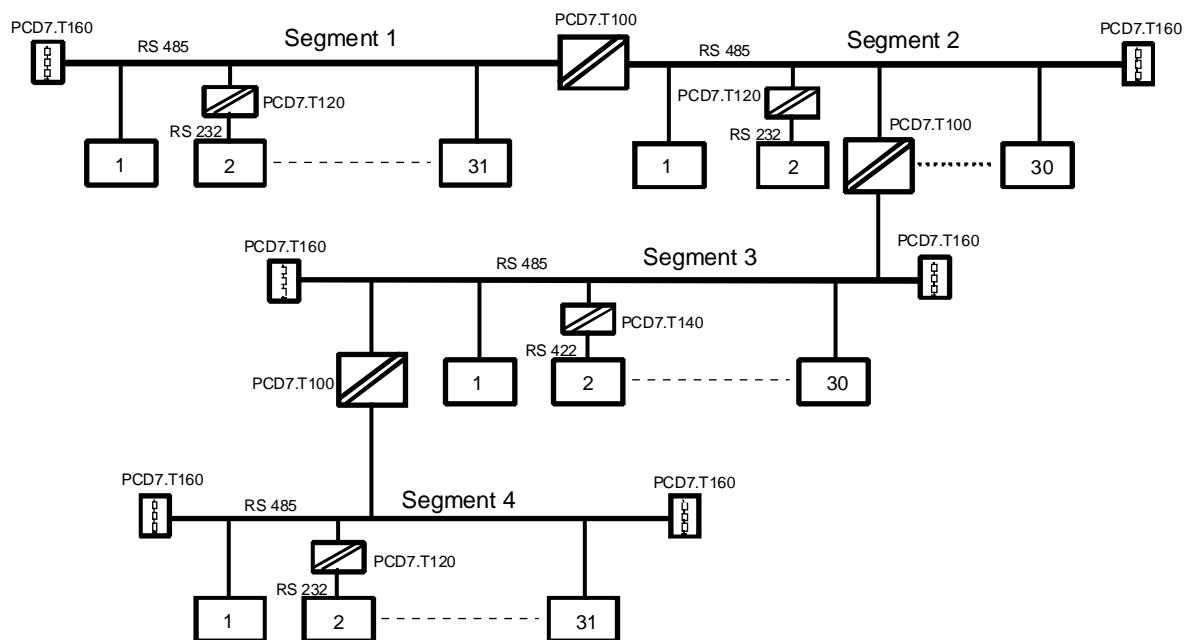 PCD7.T160
RS 485
Segment 1
PCD7.T100
RS 485
Segment 2
PCD7.T160
PCD7.T120
RS 232
1
2
31
PCD7.T120
RS 232
PCD7.T100
1
2
30
PCD7.T160
RS 485
Segment 3
PCD7.T160
PCD7.T140
RS 422
PCD7.T100
1
2
30
PCD7.T160
RS 485
Segment 4
PCD7.T160
PCD7.T120
RS 232
1
2
31